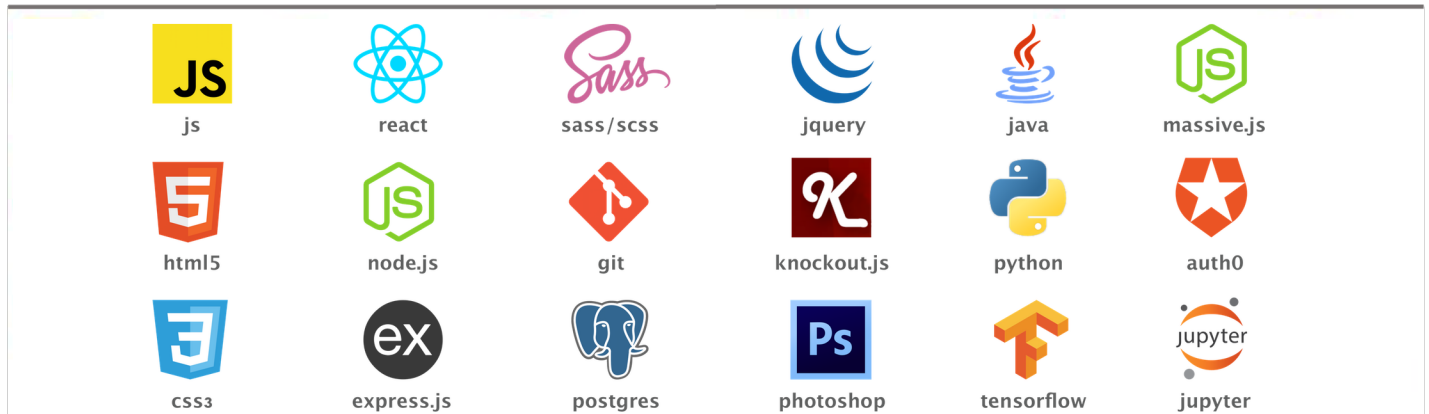 JS
js
react
Sass
sass/scss
jquery
java
JS
massive.js
5
html5
JS
node.js
git
K
knockout.js
python
auth0
3
css3
ex
express.js
postgres
Ps
photoshop
tensorflow
jupyter
jupyter